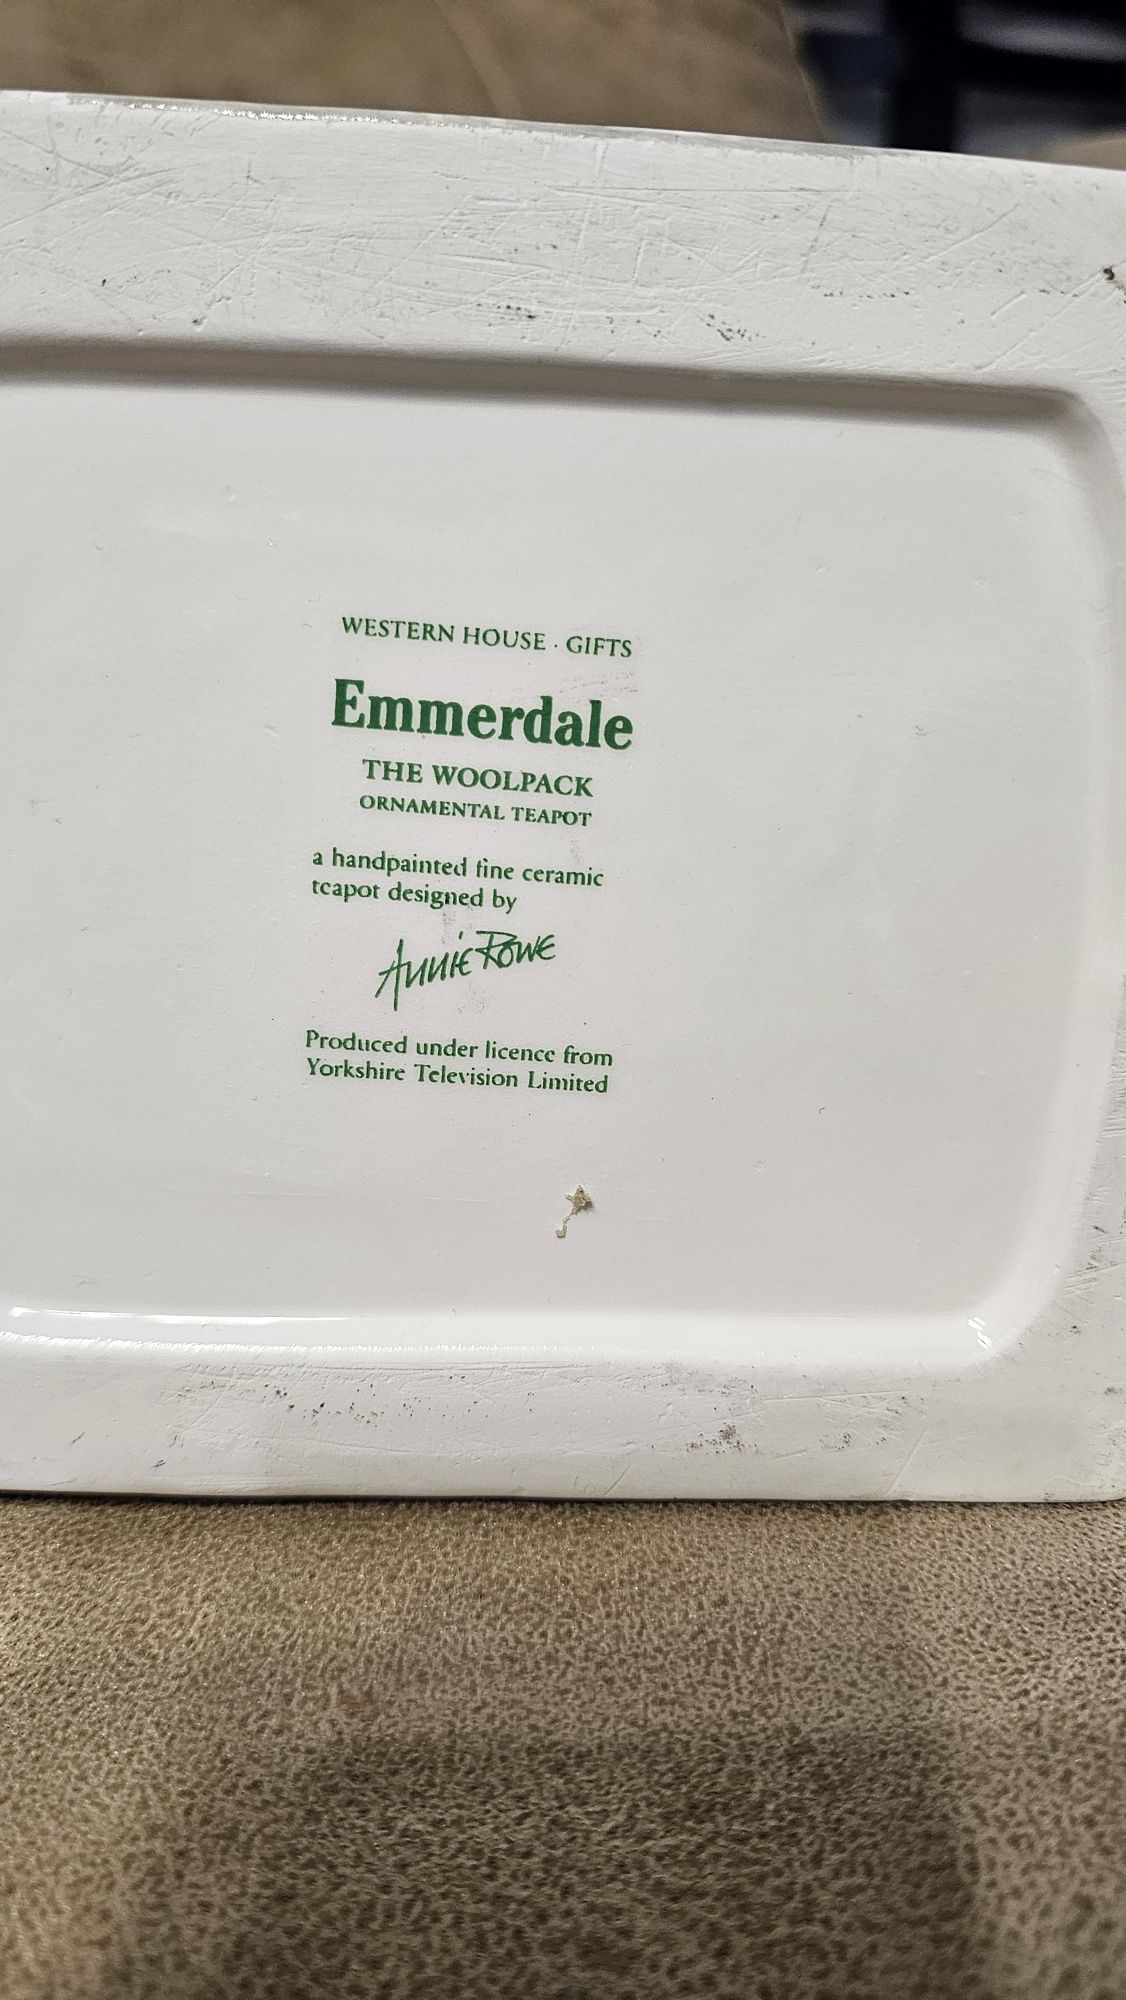 WESTERN HOUSE · GIFTS
Emmerdale
THE WOOLPACK
ORNAMENTAL TEAPOT
a handpainted fine ceramic
teapot designed by
Annie Rowe
Produced under licence from
Yorkshire Television Limited